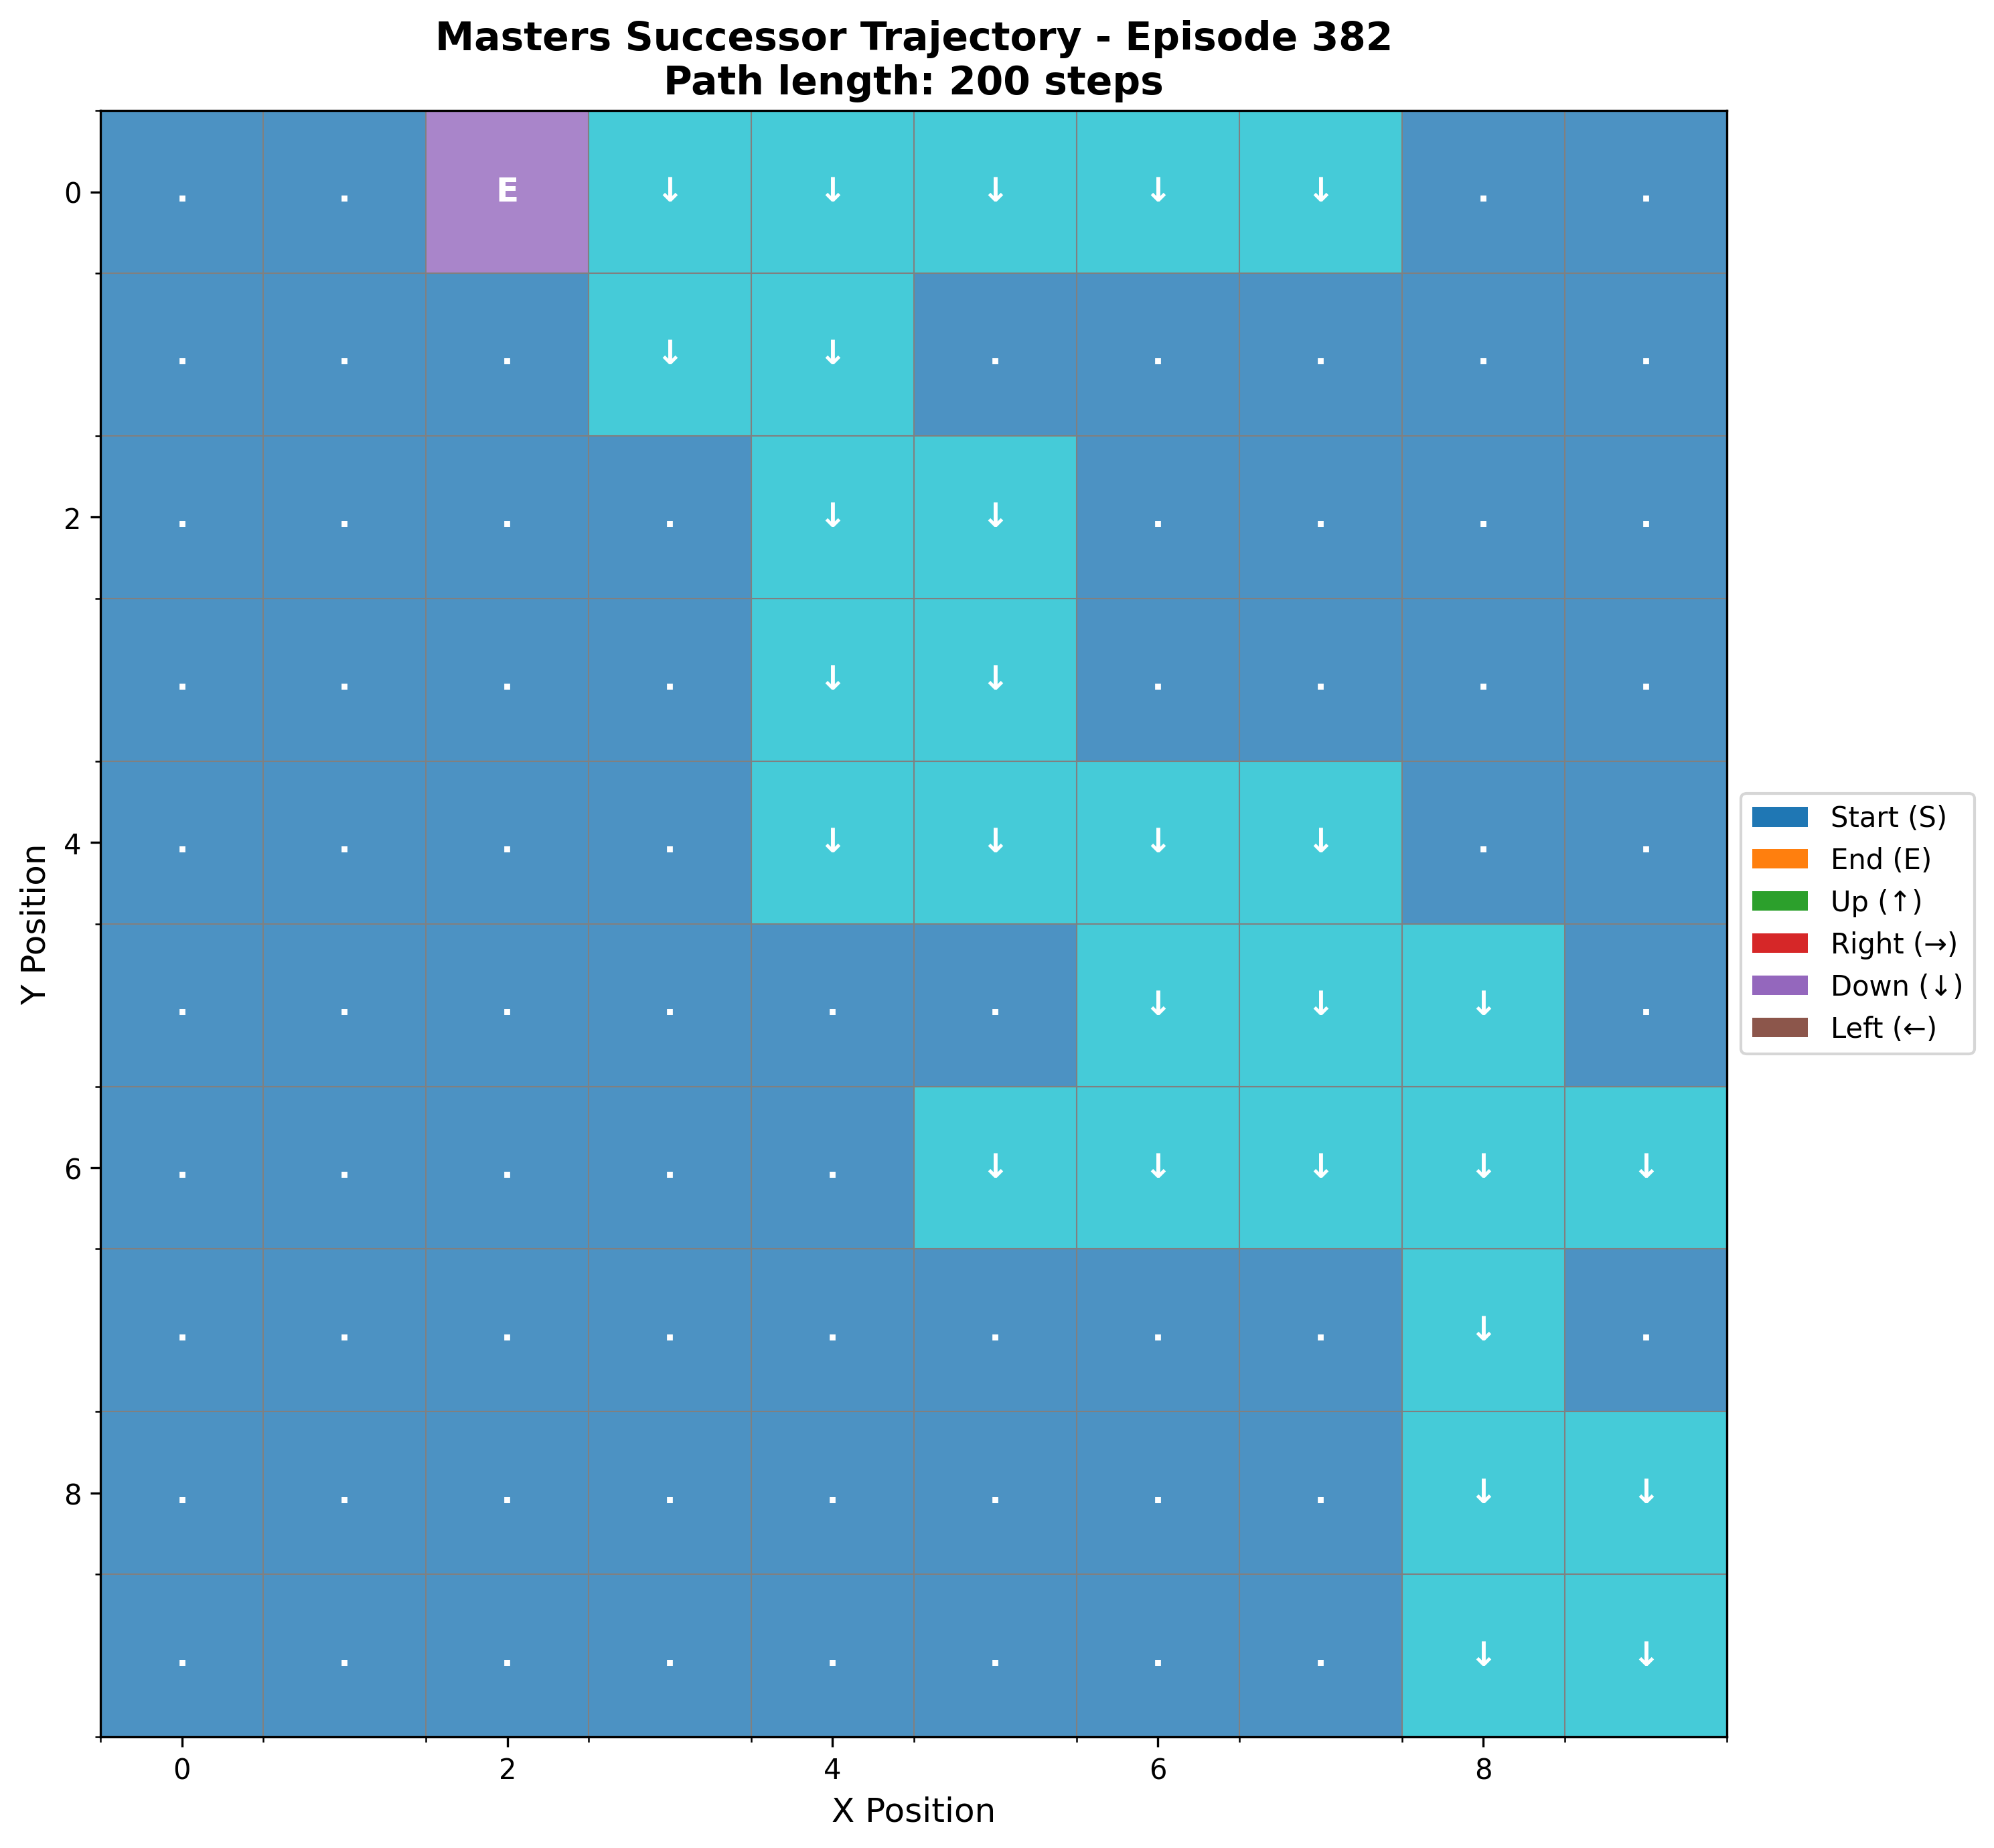 Masters Successor Trajectory - Episode 382
Path length: 200 steps
0 . . E ↓ ↓ ↓ ↓ ↓ . .
. . . ↓ ↓ . . . . .
2 . . . . ↓ ↓ . . . .
. . . . ↓ ↓ . . . .
4 . . . . ↓ ↓ ↓ ↓ . .
. . . . . . ↓ ↓ ↓ .
6 . . . . . ↓ ↓ ↓ ↓ ↓
. . . . . . . . ↓ .
8 . . . . . . . . ↓ ↓
. . . . . . . . ↓ ↓
0 2 4 6 8
X Position
Y Position
Start (S)
End (E)
Up (↑)
Right (→)
Down (↓)
Left (←)